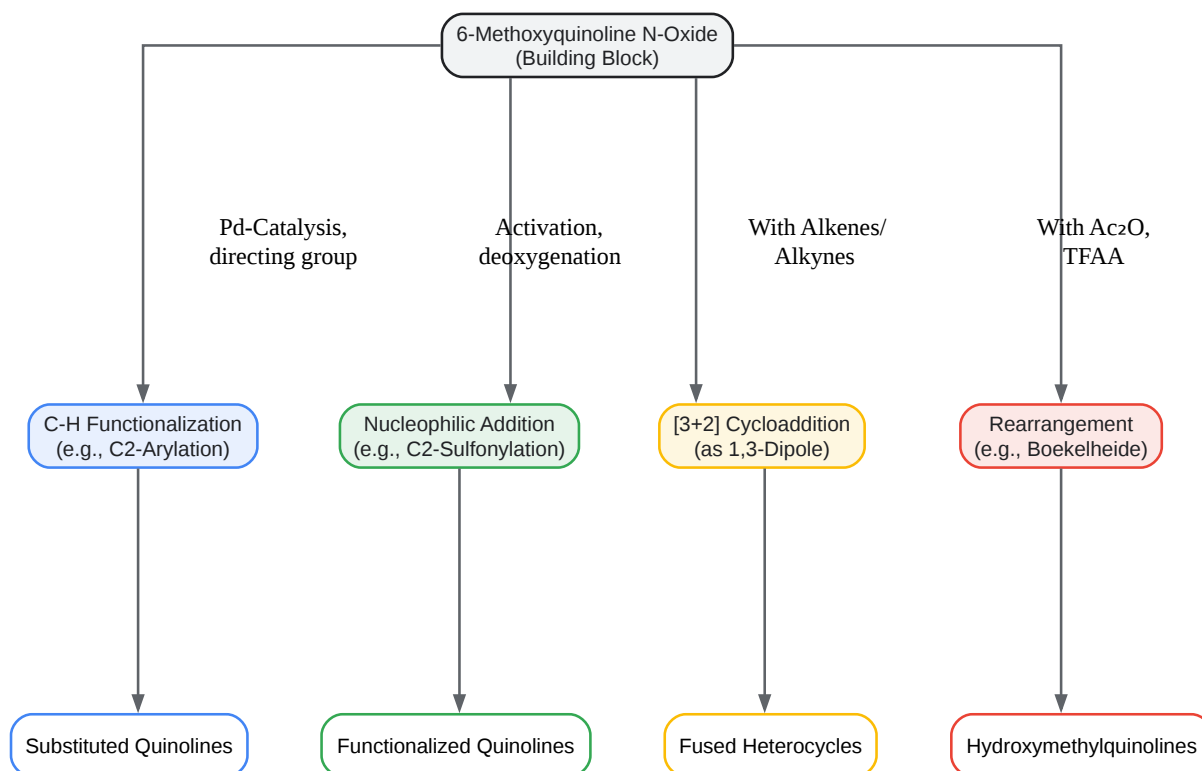 6-Methoxyquinoline N-Oxide
(Building Block)
Pd-Catalysis,
directing group
Activation,
deoxygenation
With Alkenes/
Alkynes
With Ac₂O,
TFAA
C-H Functionalization
(e.g., C2-Arylation)
Nucleophilic Addition
(e.g., C2-Sulfonylation)
[3+2] Cycloaddition
(as 1,3-Dipole)
Rearrangement
(e.g., Boekelheide)
Substituted Quinolines
Functionalized Quinolines
Fused Heterocycles
Hydroxymethylquinolines